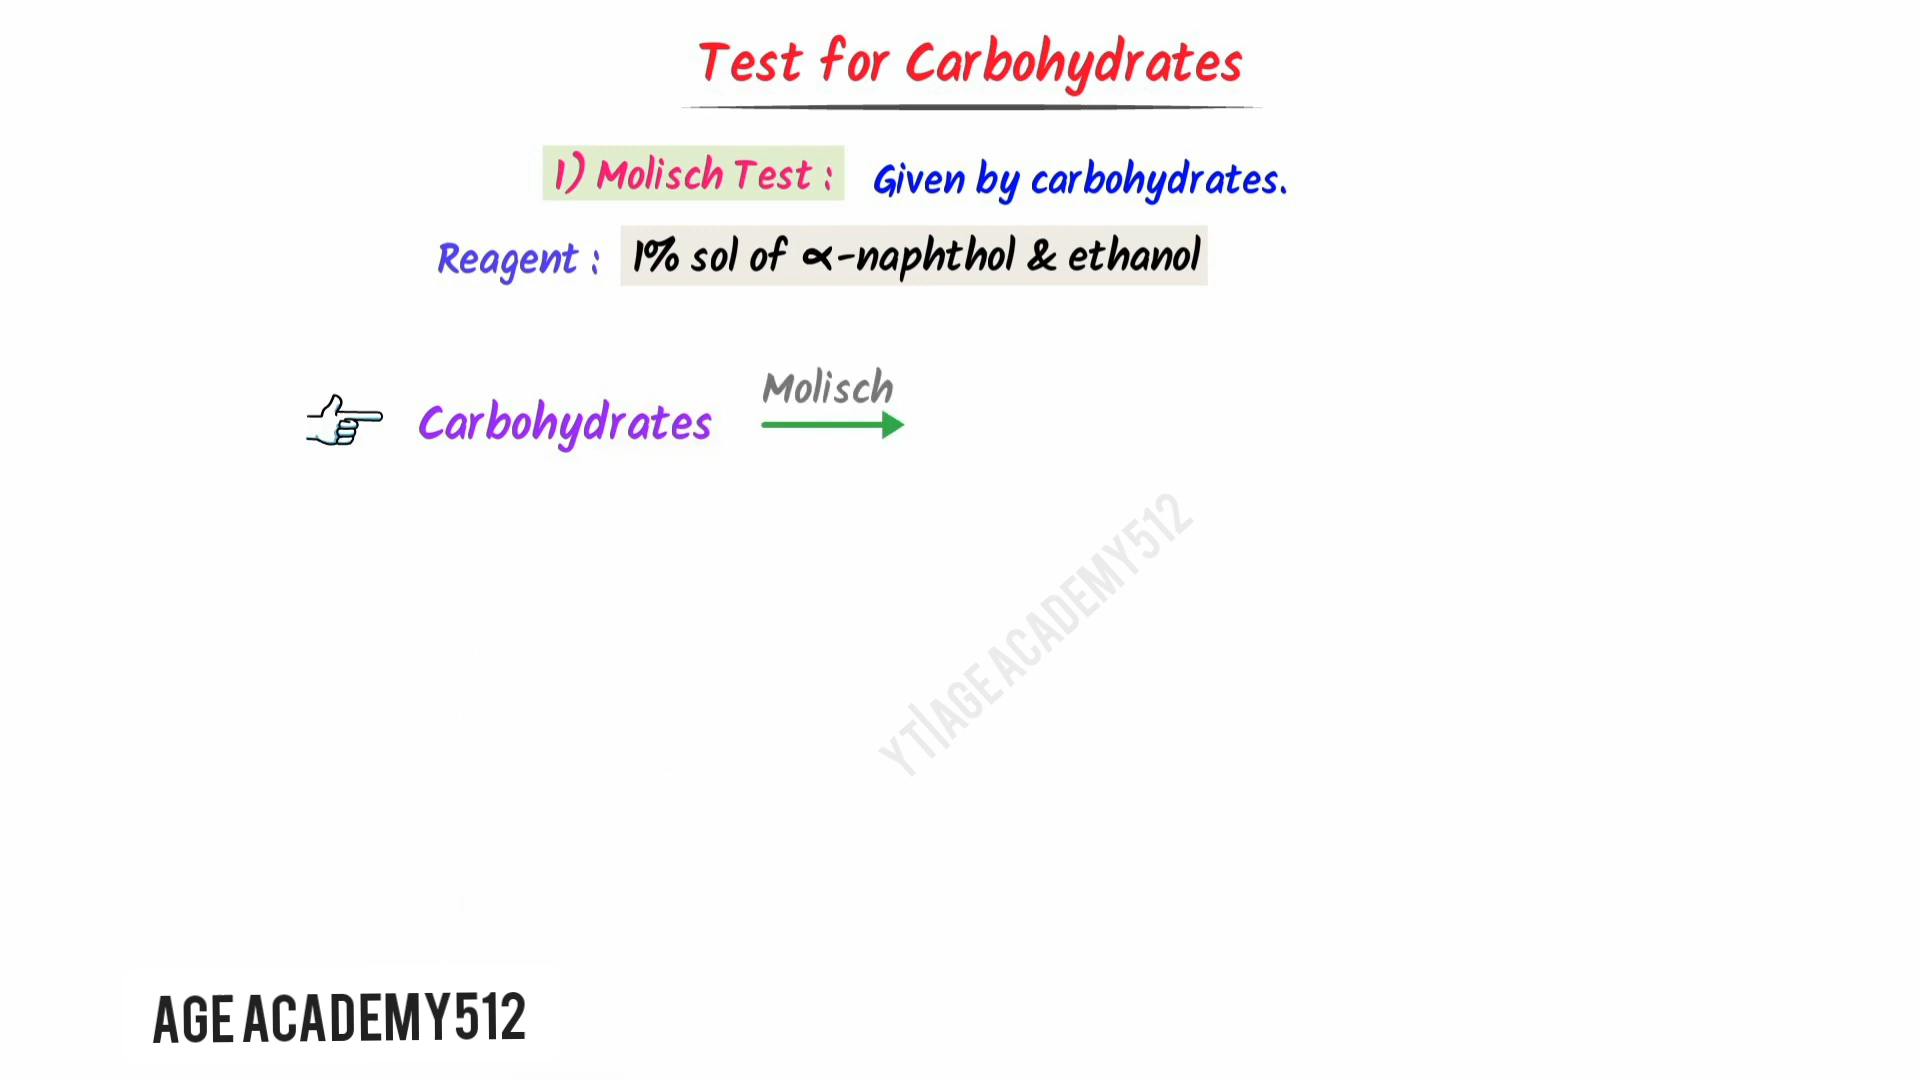 Test for Carbohydrates
1) Molisch Test : Given by carbohydrates.
Reagent : 1% sol of ∝-naphthol & ethanol
Molisch
Carbohydrates
YT|AGE ACADEMY512
AGE ACADEMY512